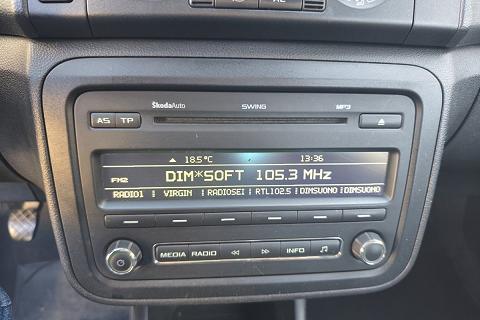 ŠkodaAuto SWING MP3
AS TP
18.5°C 13:36
FM2 DIM*SOFT 105.3 MHz
RADIO1 VIRGIN RADIOSEI RTL102.5 DIMSUONO DIMSUONO
MEDIA RADIO INFO